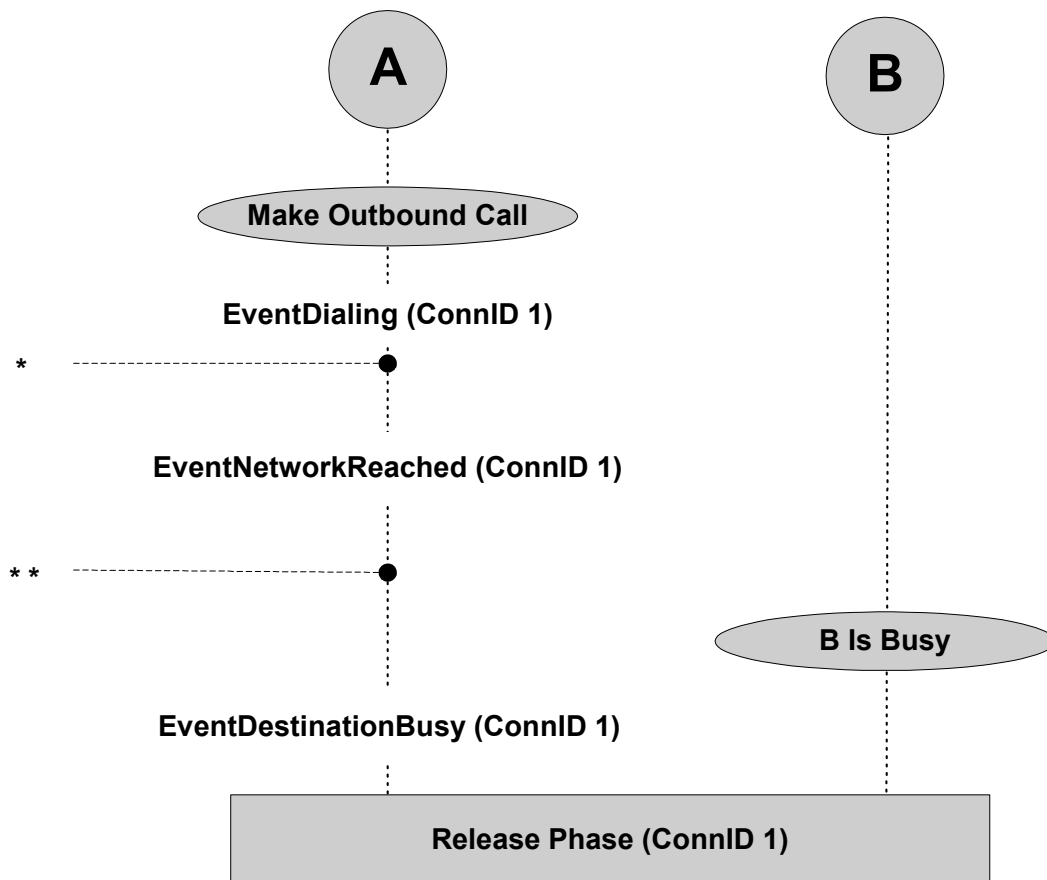 A
B
Make Outbound Call
EventDialing (ConnID 1)
*
EventNetworkReached (ConnID 1)
* *
B Is Busy
EventDestinationBusy (ConnID 1)
Release Phase (ConnID 1)